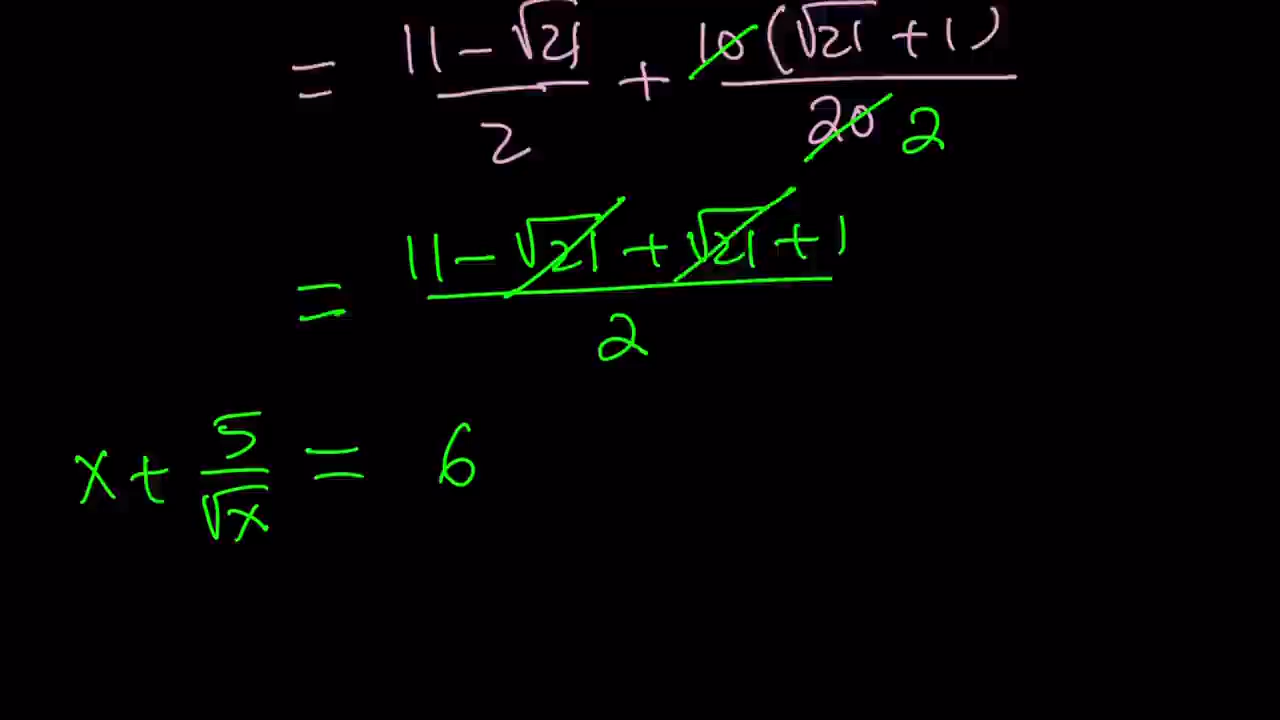 = (11 - √21)/2 + 10(√21 + 1)/20 2
= (11 - √21 + √21 + 1)/2
x + 5/√x = 6